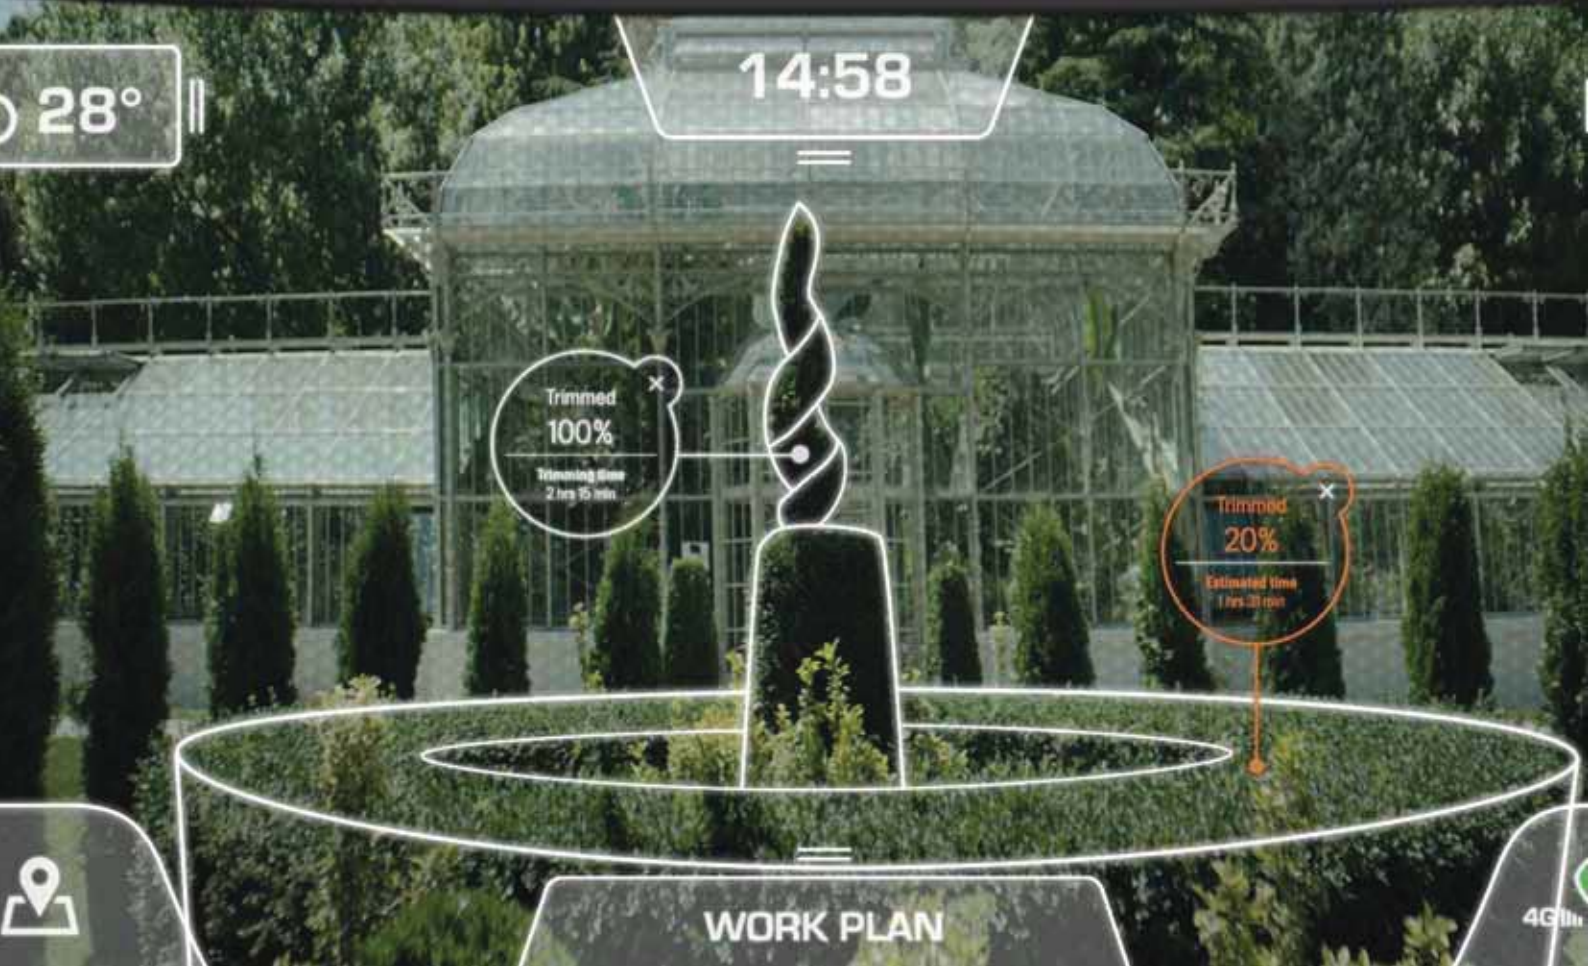 28°
14:58
Trimmed
100%
Trimming time
2 hrs 15 min
Trimmed
20%
Estimated time
WORK PLAN
4G